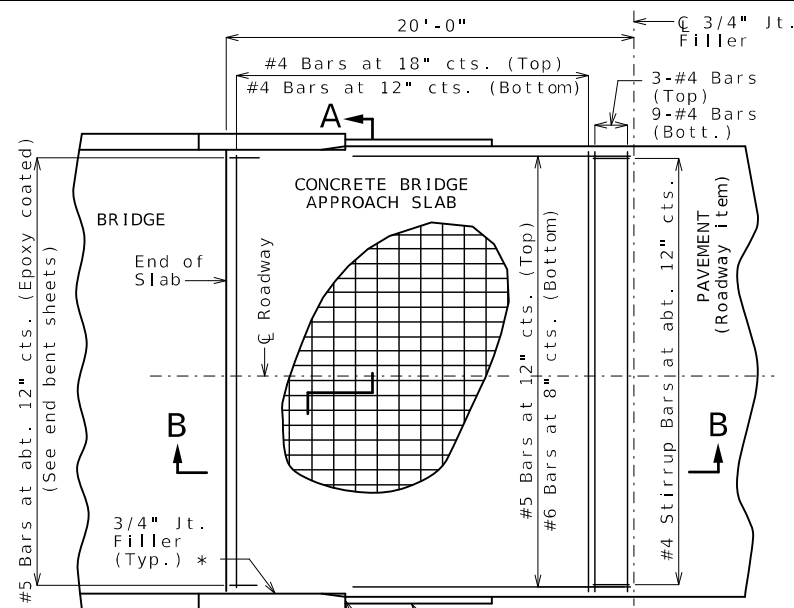 20'-0"
℄ 3/4" Jt.
Filler
#4 Bars at 18" cts. (Top)
#4 Bars at 12" cts. (Bottom)
3-#4 Bars
(Top)
9-#4 Bars
(Bott.)
A
CONCRETE BRIDGE
APPROACH SLAB
BRIDGE
End of
Slab
℄ Roadway
#5 Bars at abt. 12" cts. (Epoxy coated)
(See end bent sheets)
#5 Bars at 12" cts. (Top)
#6 Bars at 8" cts. (Bottom)
#4 Stirrup Bars at abt. 12" cts.
PAVEMENT
(Roadway item)
B
B
3/4" Jt.
Filler
(Typ.) *